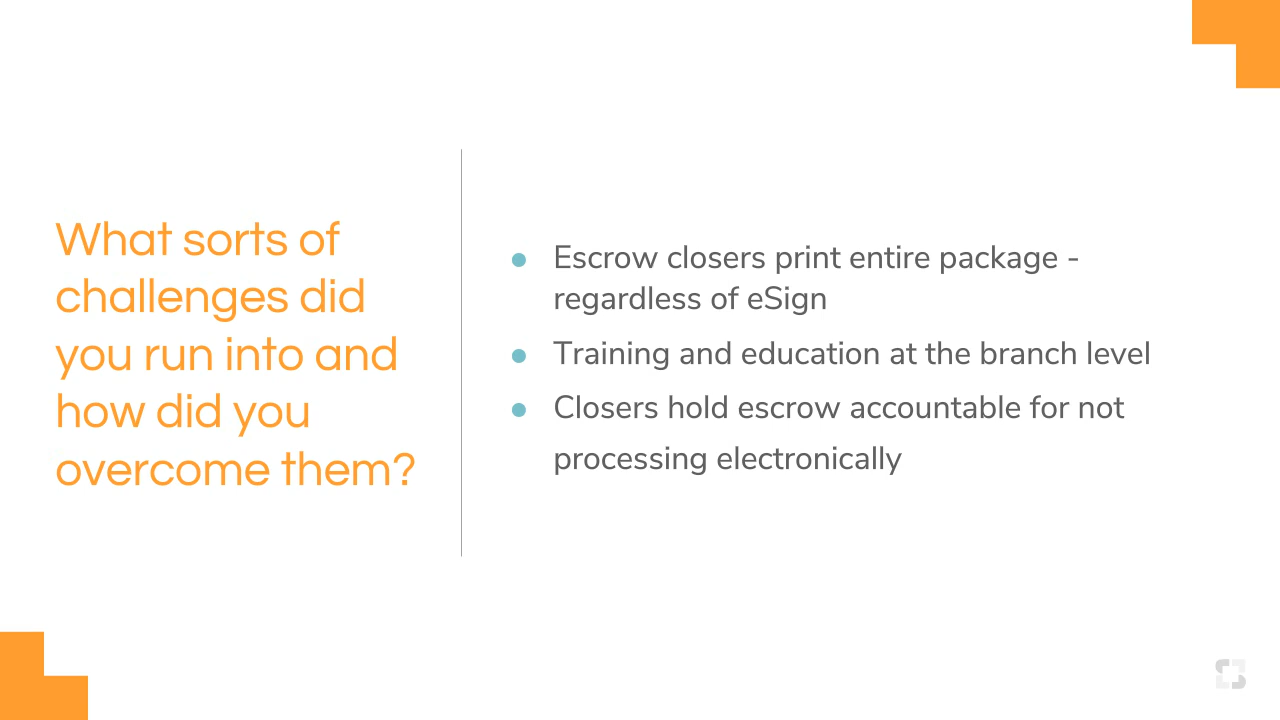 What sorts of
challenges did
you run into and
how did you
overcome them?
● Escrow closers print entire package -
regardless of eSign
● Training and education at the branch level
● Closers hold escrow accountable for not
processing electronically